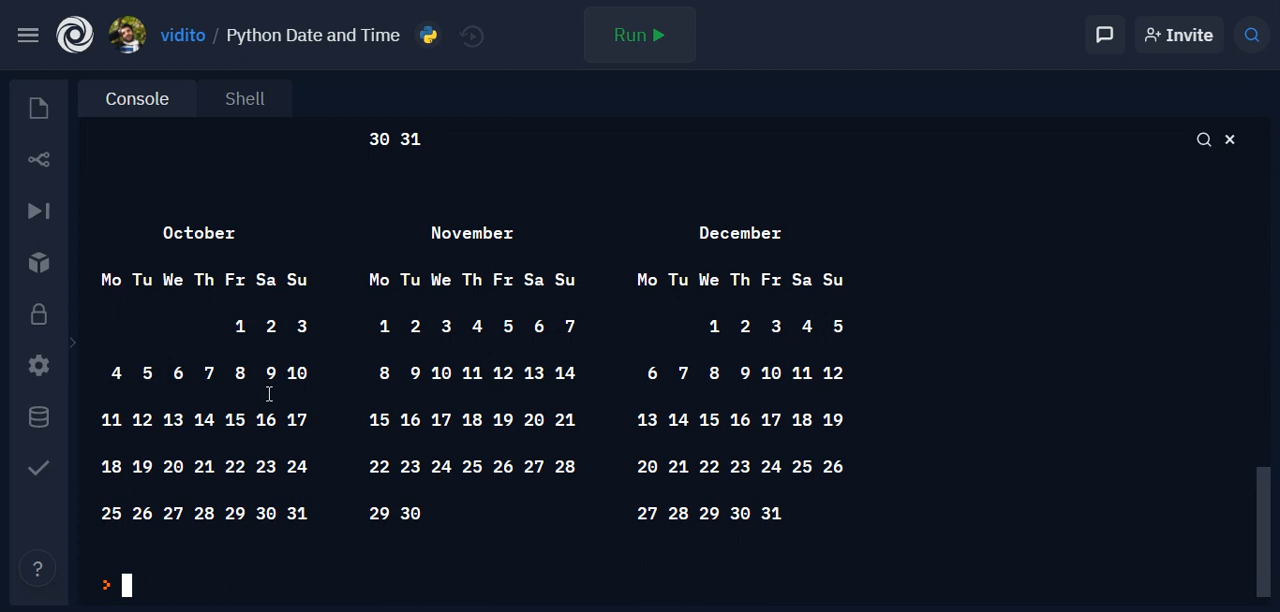 vidito / Python Date and Time
Run
Invite
Console
Shell
30 31
October November December
Mo Tu We Th Fr Sa Su Mo Tu We Th Fr Sa Su Mo Tu We Th Fr Sa Su
1 2 3 1 2 3 4 5 6 7 1 2 3 4 5
4 5 6 7 8 9 10 8 9 10 11 12 13 14 6 7 8 9 10 11 12
11 12 13 14 15 16 17 15 16 17 18 19 20 21 13 14 15 16 17 18 19
18 19 20 21 22 23 24 22 23 24 25 26 27 28 20 21 22 23 24 25 26
25 26 27 28 29 30 31 29 30 27 28 29 30 31
>
?